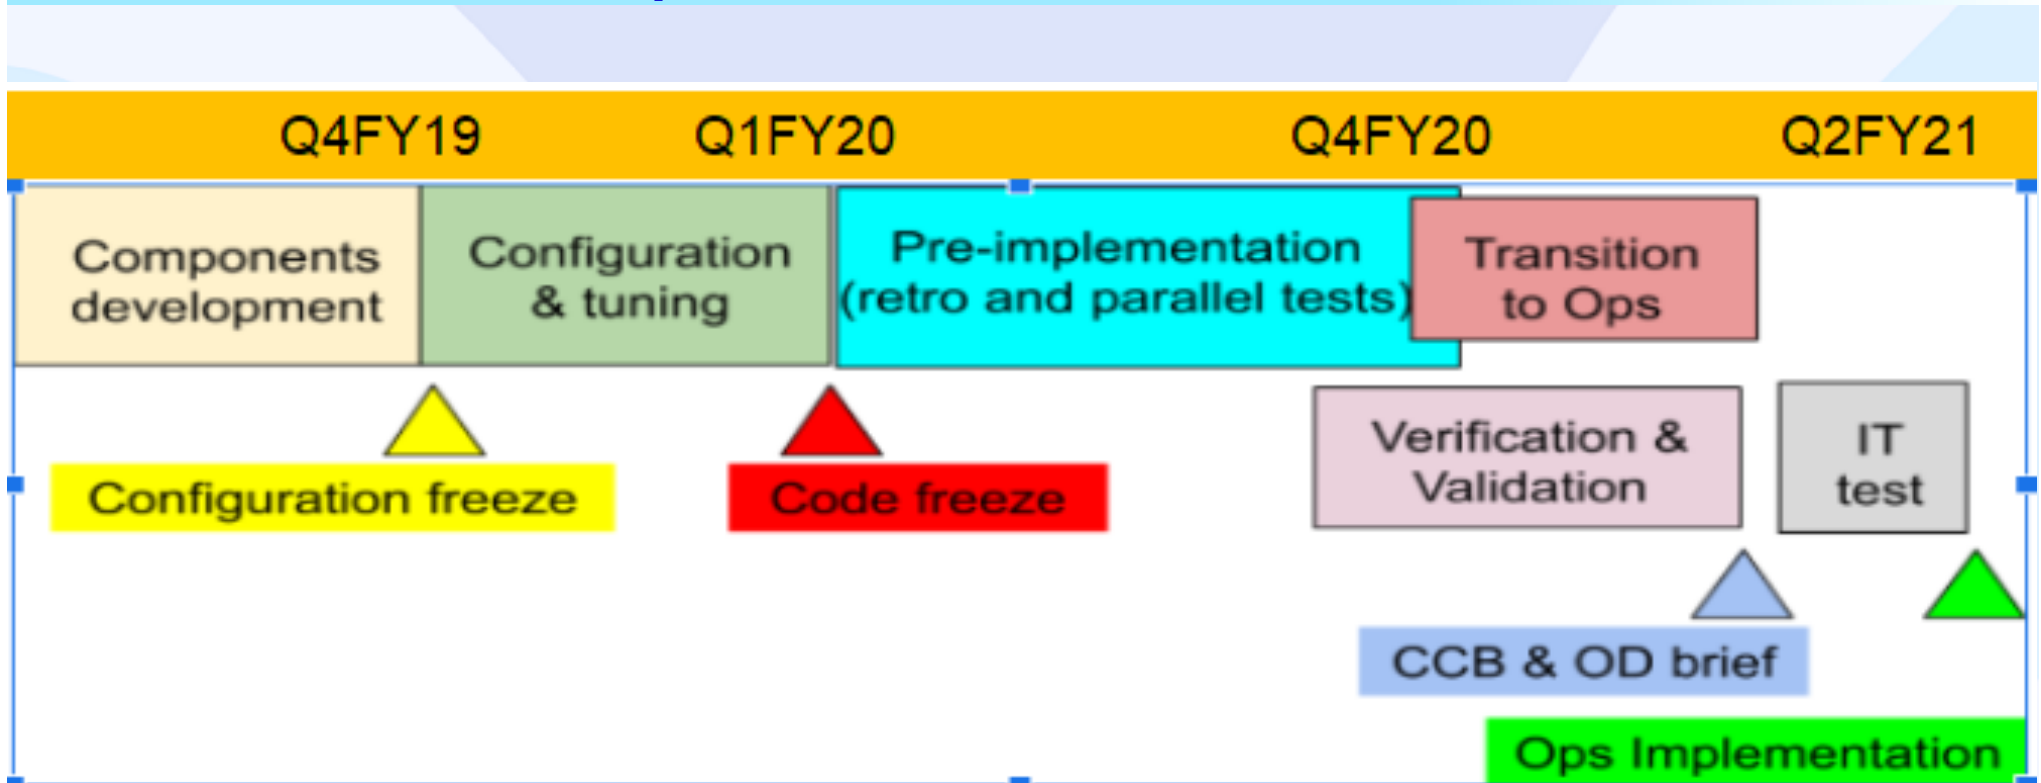 Q4FY19 Q1FY20 Q4FY20 Q2FY21
Components
development
Configuration
& tuning
Pre-implementation
(retro and parallel tests)
Transition
to Ops
Configuration freeze
Code freeze
Verification &
Validation
IT
test
CCB & OD brief
Ops Implementation